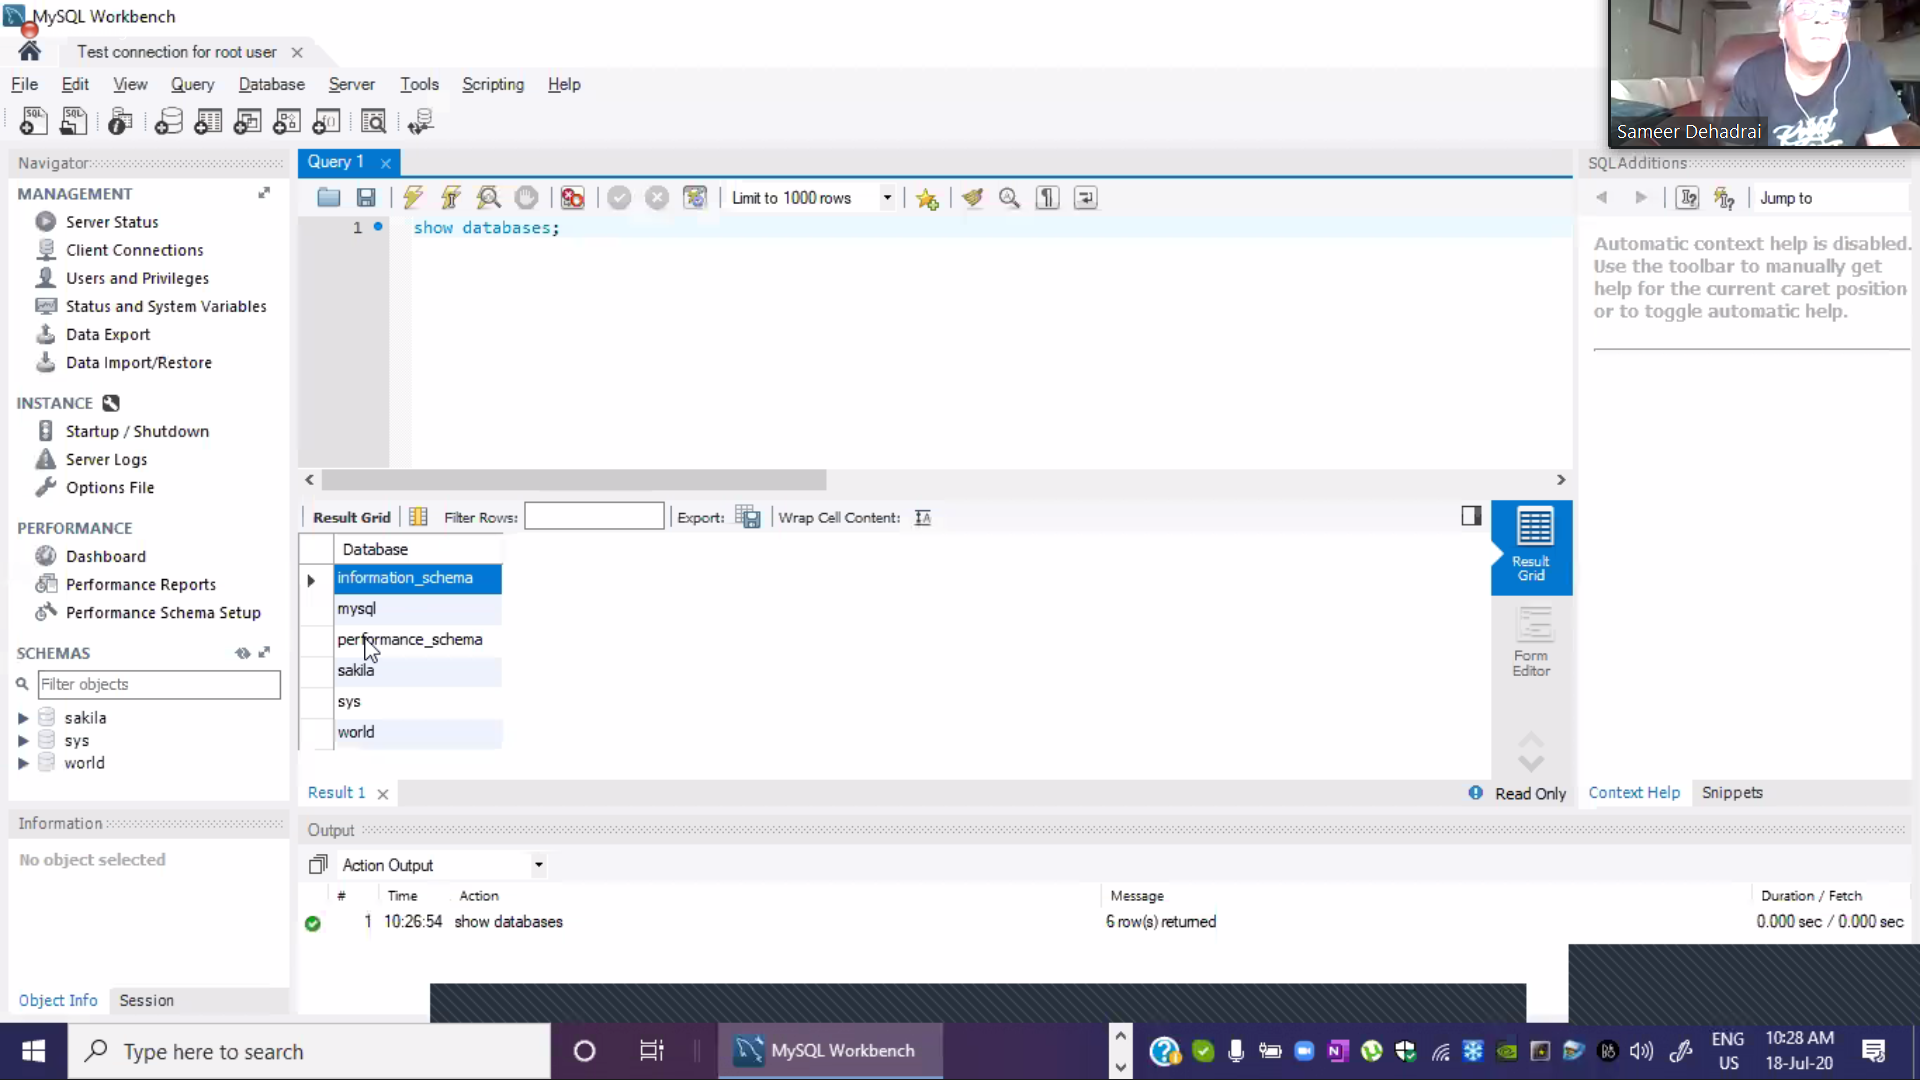 MySQL Workbench
Test connection for root user
File Edit View Query Database Server Tools Scripting Help
Sameer Dehadrai
Navigator
MANAGEMENT
Server Status
Client Connections
Users and Privileges
Status and System Variables
Data Export
Data Import/Restore
INSTANCE
Startup / Shutdown
Server Logs
Options File
PERFORMANCE
Dashboard
Performance Reports
Performance Schema Setup
SCHEMAS
Filter objects
sakila
sys
world
Information
No object selected
Object Info Session
Query 1
Limit to 1000 rows
1 show databases;
Result Grid Filter Rows: Export: Wrap Cell Content:
Database
information_schema
mysql
performance_schema
sakila
sys
world
Result Grid
Form Editor
Result 1
Read Only
SQLAdditions
Jump to
Automatic context help is disabled.
Use the toolbar to manually get
help for the current caret position
or to toggle automatic help.
Context Help Snippets
Output
Action Output
# Time Action Message Duration / Fetch
1 10:26:54 show databases 6 row(s) returned 0.000 sec / 0.000 sec
Type here to search
MySQL Workbench
ENG
US
10:28 AM
18-Jul-20